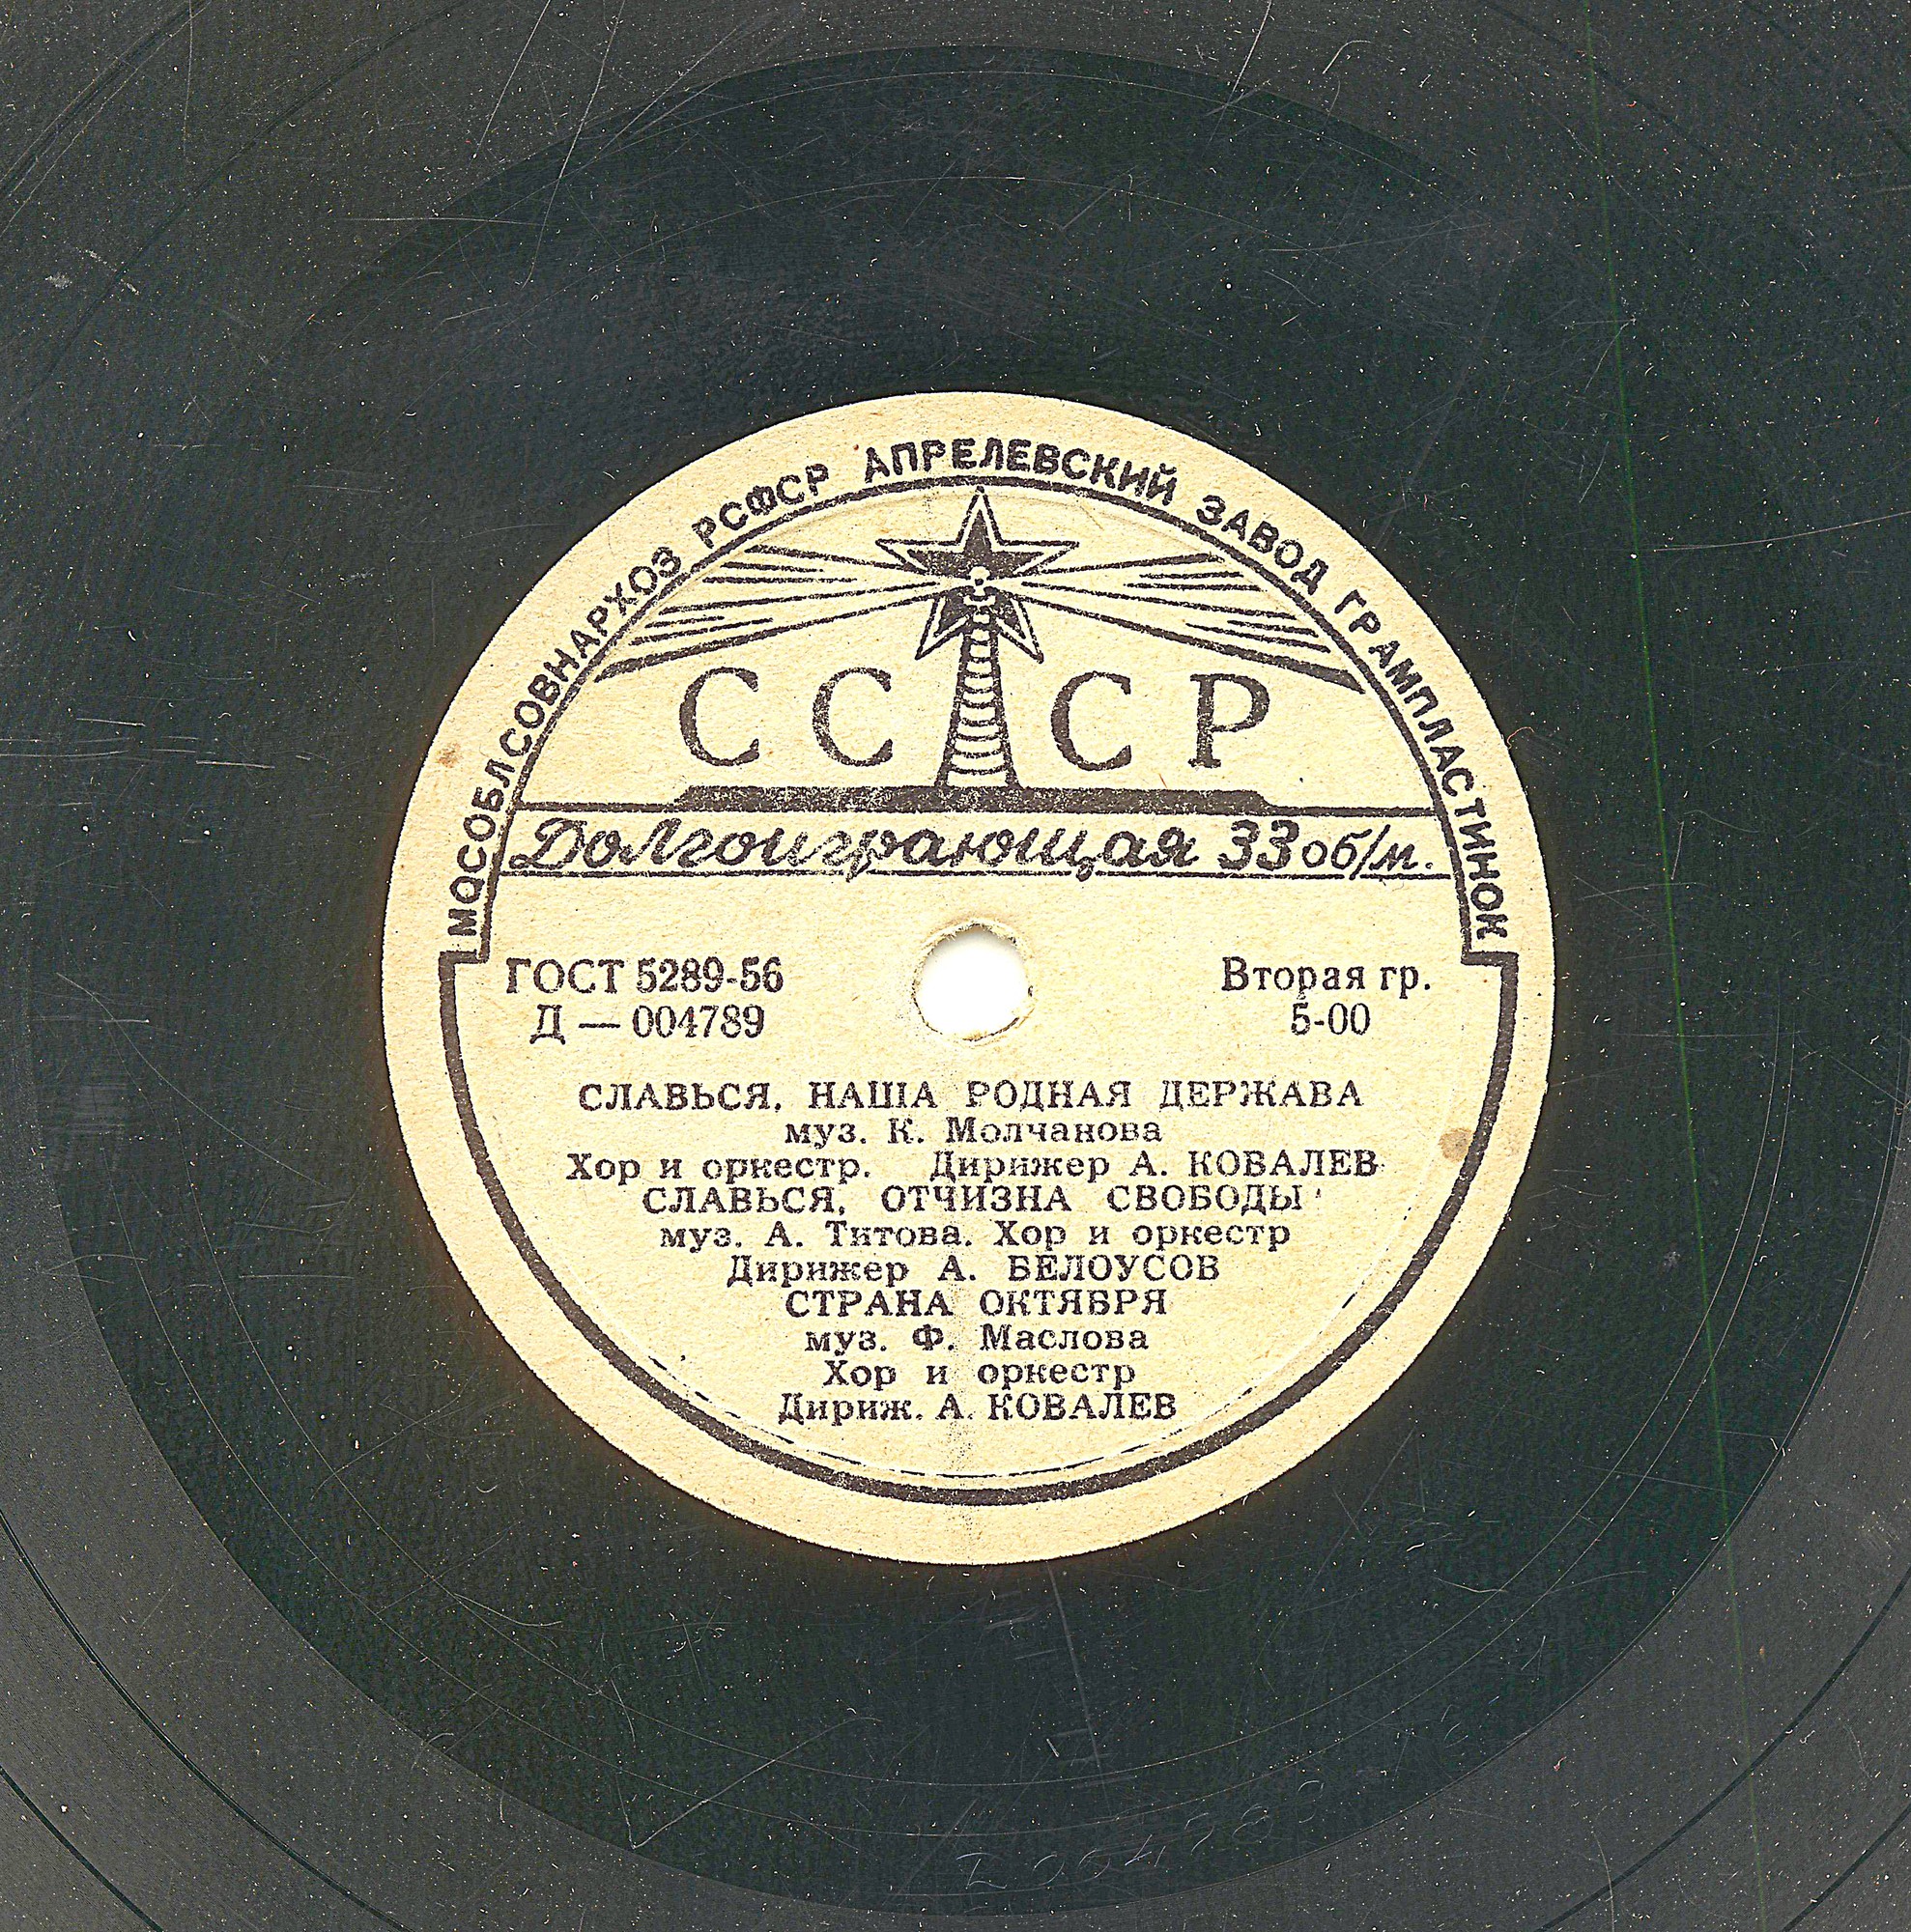 МОСОБЛСОВНАРХОЗ РСФСР АПРЕЛЕВСКИЙ ЗАВОД ГРАМПЛАСТИНОК
СССР
Долгоиграющая 33 об/м.
ГОСТ 5289-56
Д — 004789
Вторая гр.
5-00
СЛАВЬСЯ, НАША РОДНАЯ ДЕРЖАВА
муз. К. Молчанова
Хор и оркестр. Дирижер А. КОВАЛЕВ
СЛАВЬСЯ, ОТЧИЗНА СВОБОДЫ
муз. А. Титова. Хор и оркестр
Дирижер А. БЕЛОУСОВ
СТРАНА ОКТЯБРЯ
муз. Ф. Маслова
Хор и оркестр
Дириж. А. КОВАЛЕВ